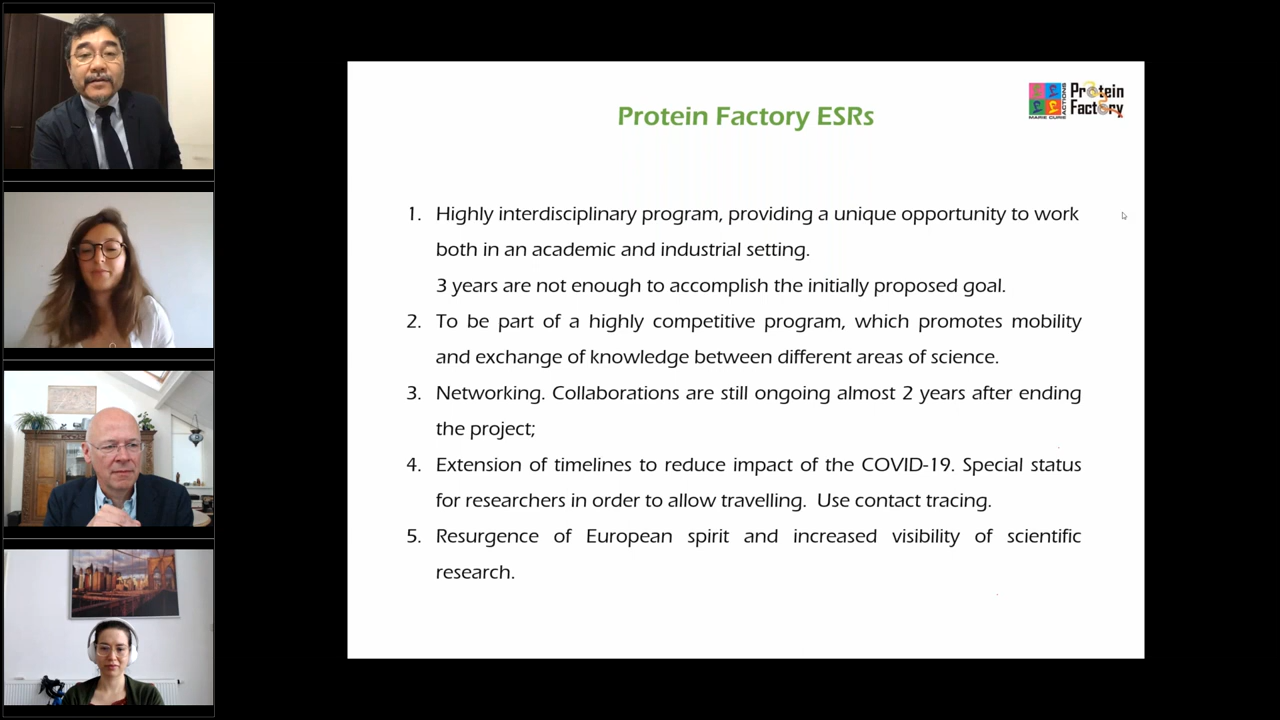 Protein Factory ESRs
MARIE CURIE
ACTIONS
Protein
Factory
1. Highly interdisciplinary program, providing a unique opportunity to work
both in an academic and industrial setting.
3 years are not enough to accomplish the initially proposed goal.
2. To be part of a highly competitive program, which promotes mobility
and exchange of knowledge between different areas of science.
3. Networking. Collaborations are still ongoing almost 2 years after ending
the project;
4. Extension of timelines to reduce impact of the COVID-19. Special status
for researchers in order to allow travelling.  Use contact tracing.
5. Resurgence of European spirit and increased visibility of scientific
research.